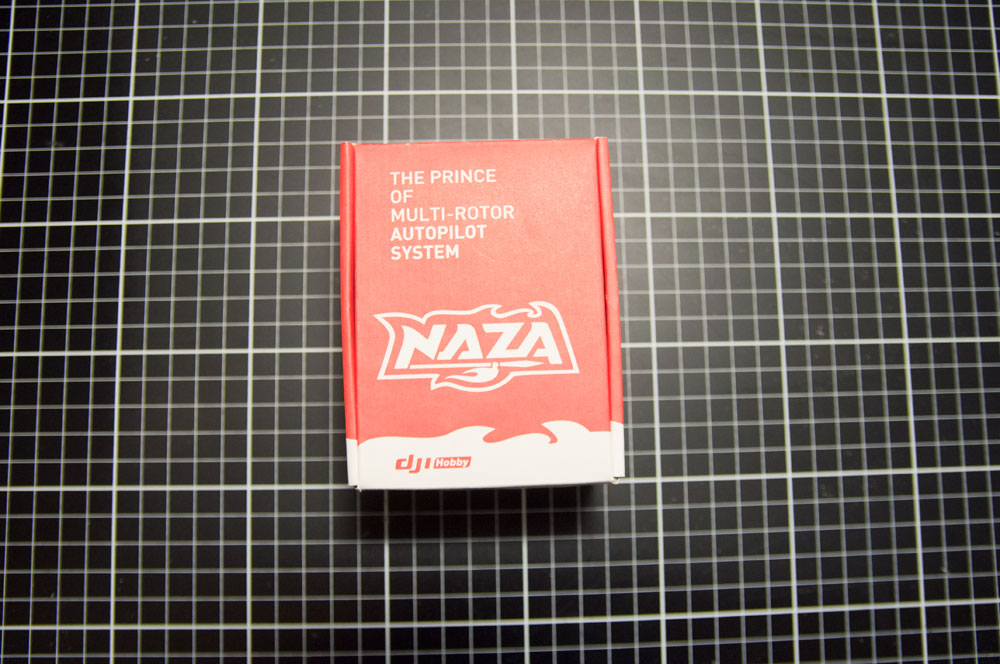 THE PRINCE
OF
MULTI-ROTOR
AUTOPILOT
SYSTEM
NAZA
dji Hobby